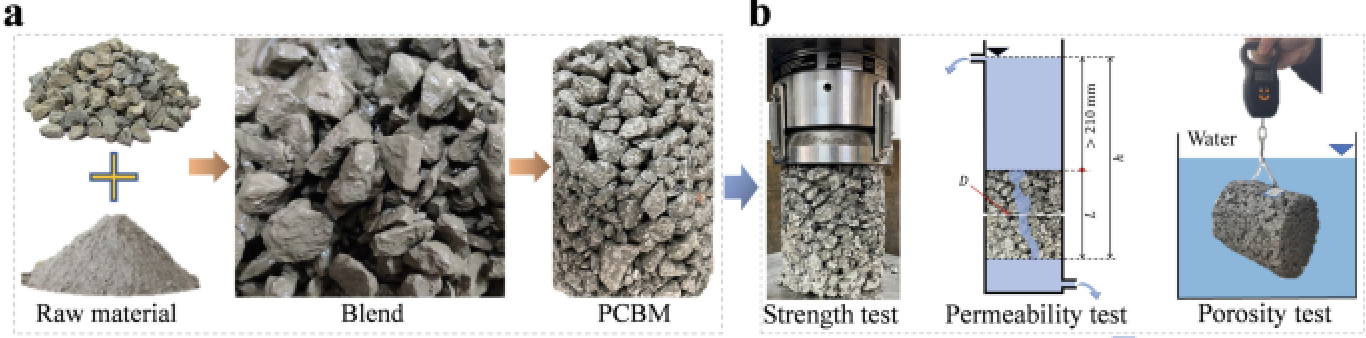 a
b
> 210 mm
h
Water
D
L
Raw material
Blend
PCBM
Strength test
Permeability test
Porosity test